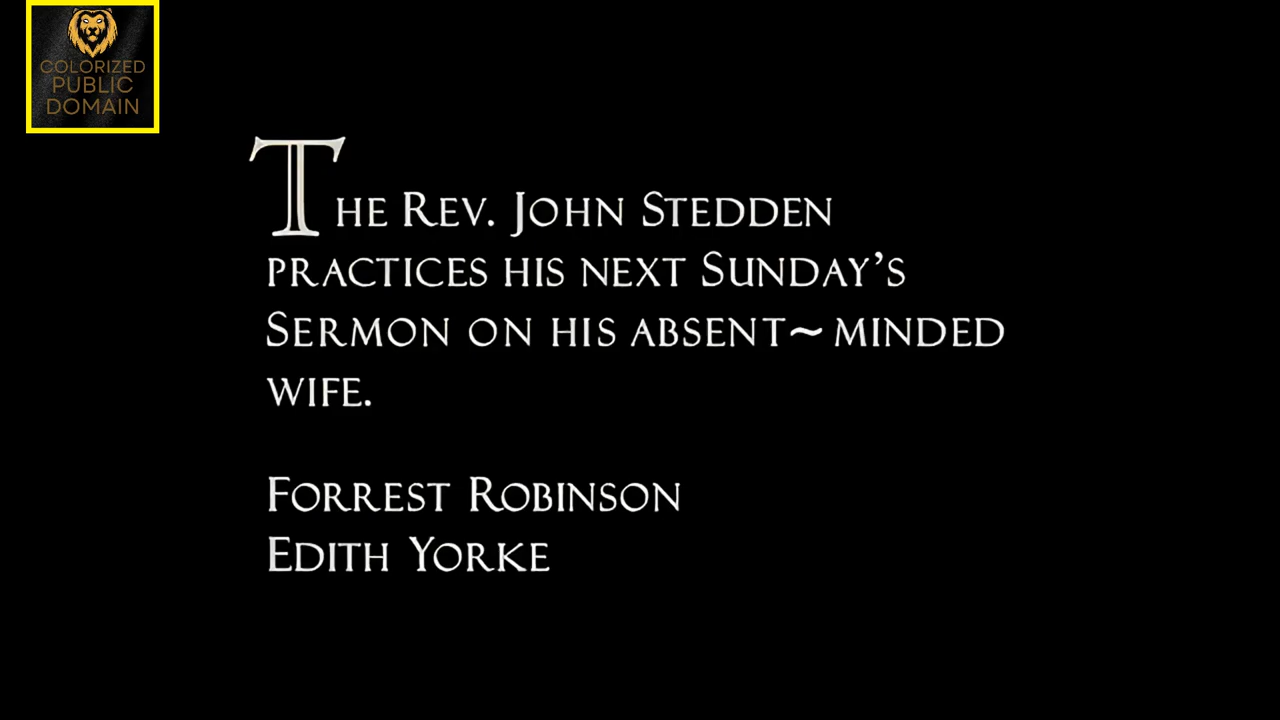 COLORIZED
PUBLIC
DOMAIN
THE REV. JOHN STEDDEN
PRACTICES HIS NEXT SUNDAY'S
SERMON ON HIS ABSENT~MINDED
WIFE.
FORREST ROBINSON
EDITH YORKE